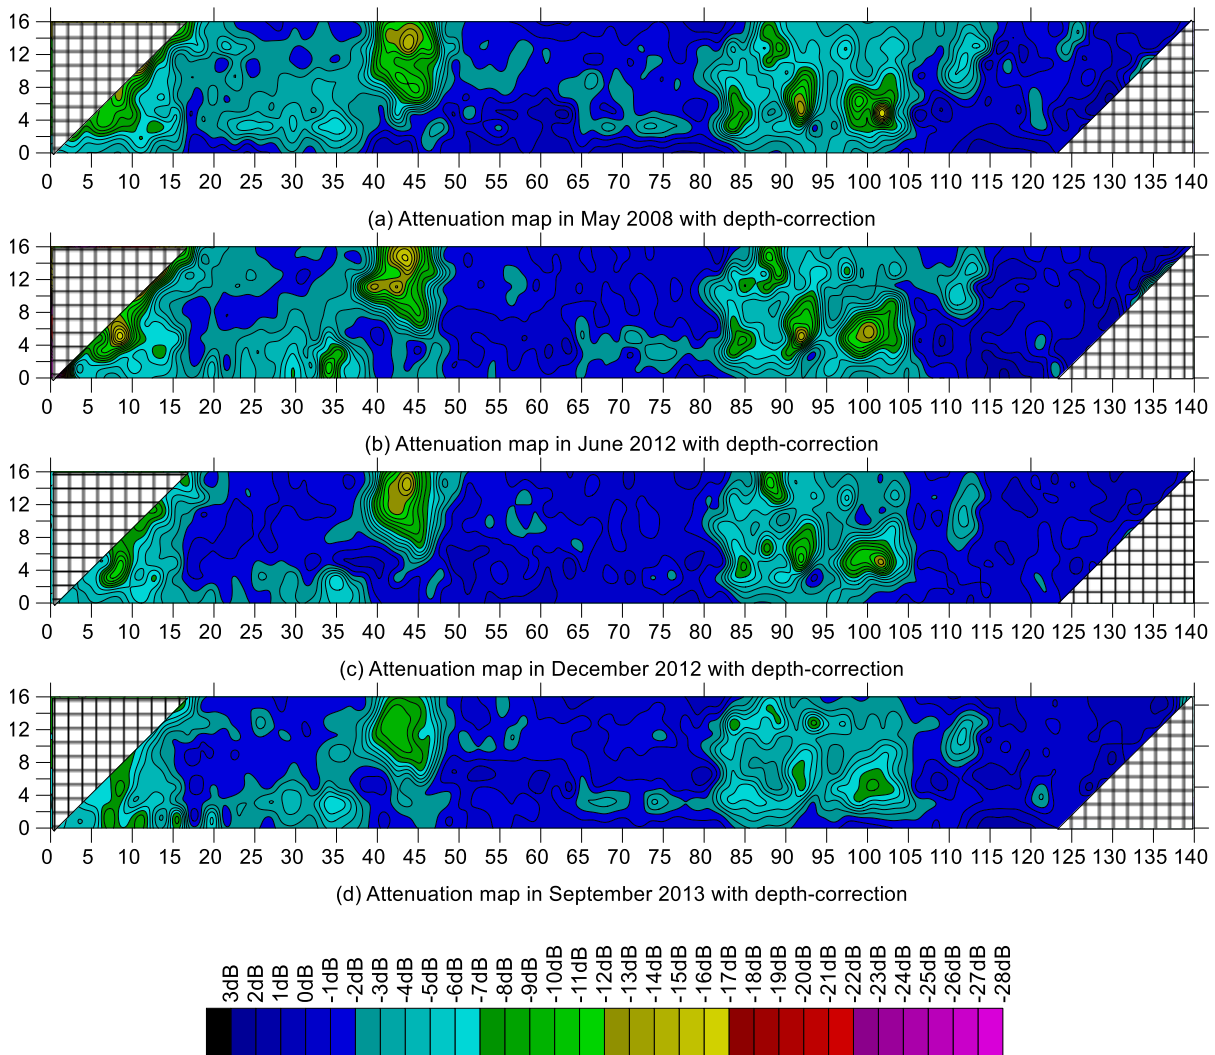 16
12
8
4
0
0 5 10 15 20 25 30 35 40 45 50 55 60 65 70 75 80 85 90 95 100 105 110 115 120 125 130 135 140
(a) Attenuation map in May 2008 with depth-correction
16
12
8
4
0
0 5 10 15 20 25 30 35 40 45 50 55 60 65 70 75 80 85 90 95 100 105 110 115 120 125 130 135 140
(b) Attenuation map in June 2012 with depth-correction
16
12
8
4
0
0 5 10 15 20 25 30 35 40 45 50 55 60 65 70 75 80 85 90 95 100 105 110 115 120 125 130 135 140
(c) Attenuation map in December 2012 with depth-correction
16
12
8
4
0
0 5 10 15 20 25 30 35 40 45 50 55 60 65 70 75 80 85 90 95 100 105 110 115 120 125 130 135 140
(d) Attenuation map in September 2013 with depth-correction
3dB 2dB 1dB 0dB -1dB -2dB -3dB -4dB -5dB -6dB -7dB -8dB -9dB -10dB -11dB -12dB -13dB -14dB -15dB -16dB -17dB -18dB -19dB -20dB -21dB -22dB -23dB -24dB -25dB -26dB -27dB -28dB